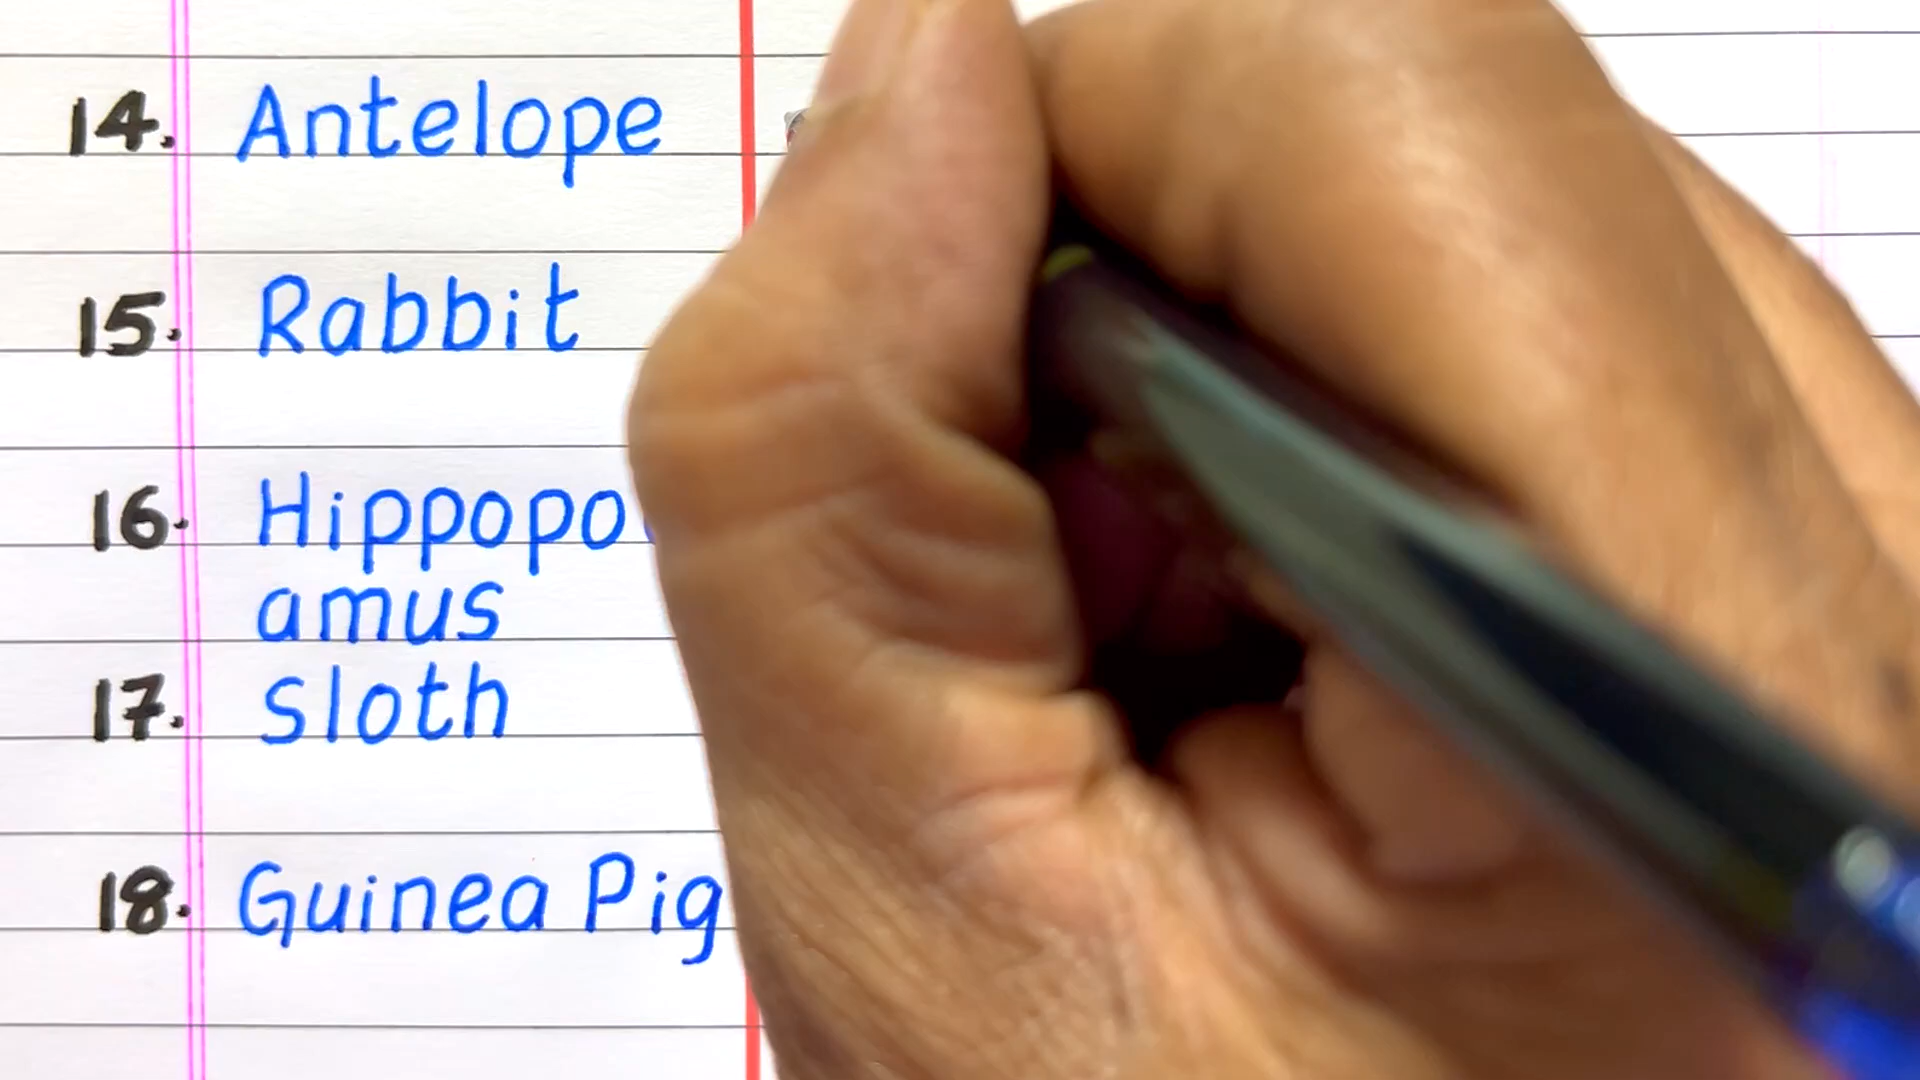 14. Antelope
15. Rabbit
16. Hippopo
amus
17. Sloth
18. Guinea Pig